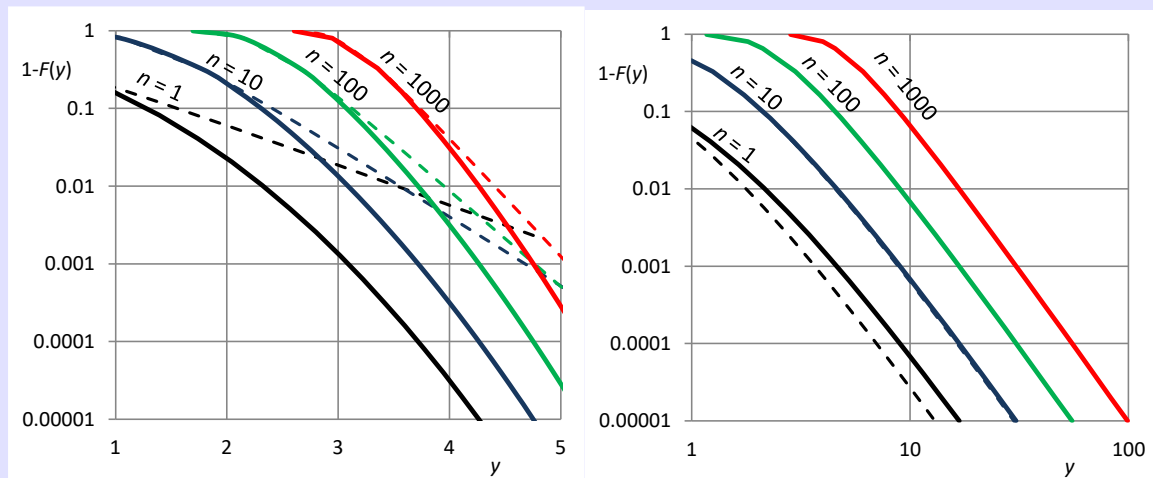 1
1-F(y)
0.1
0.01
0.001
0.0001
0.00001
n = 1
n = 10
n = 100
n = 1000
1 2 3 4 5
y
1
1-F(y)
0.1
0.01
0.001
0.0001
0.00001
n = 1
n = 10
n = 100
n = 1000
1 10 100
y